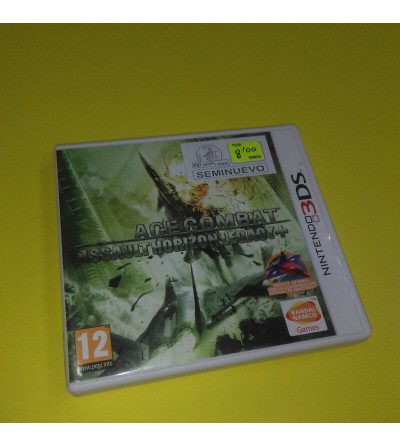 8'00
SEMINUEVO
ACE COMBAT
ASSAULT HORIZON LEGACY+
NINTENDO 3DS
BANDAI
NAMCO
Games
12
www.pegi.info